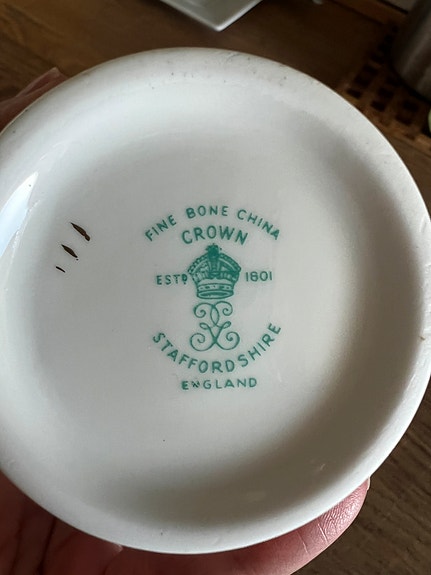 FINE BONE CHINA
CROWN
ESTD 1801
STAFFORDSHIRE
ENGLAND